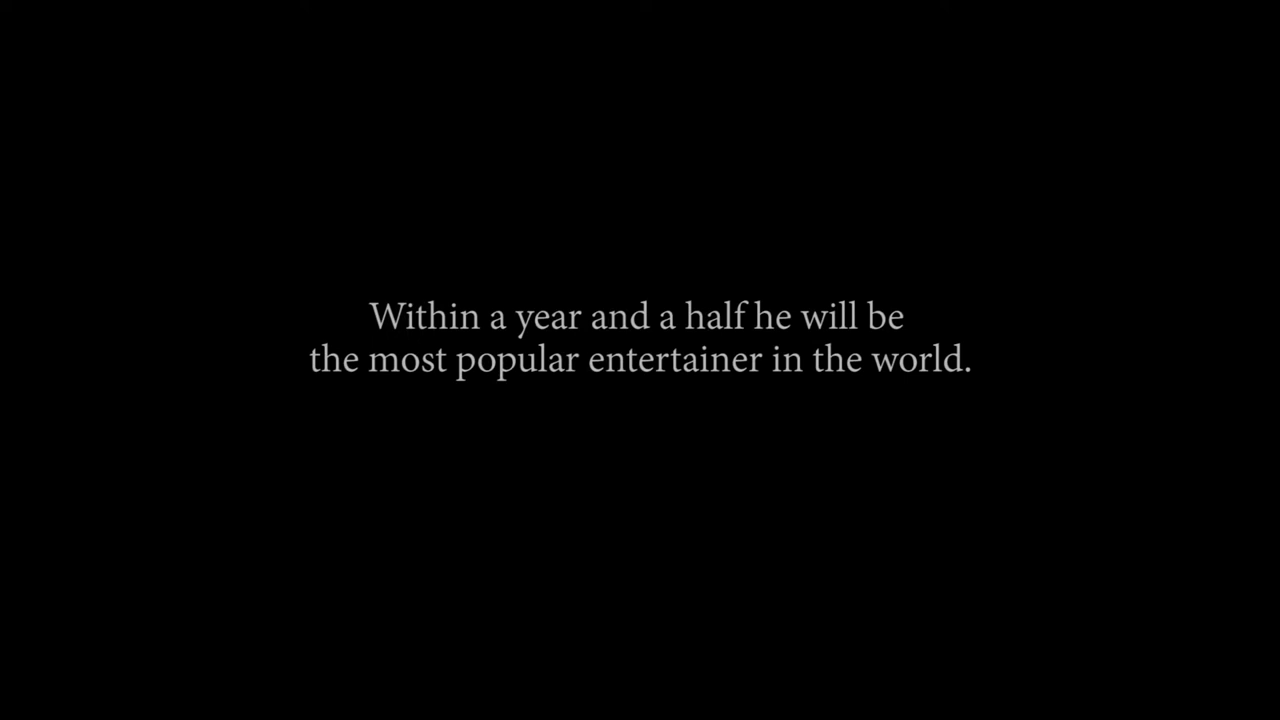 Within a year and a half he will be
the most popular entertainer in the world.